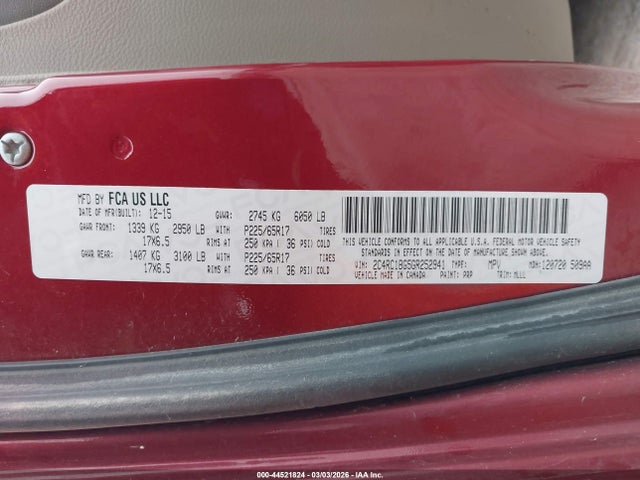 MFD BY FCA US LLC
DATE OF MFR(BUILT): 12-15 GVWR: 2745 KG 6050 LB
GAWR FRONT: 1339 KG 2950 LB WITH P225/65R17 TIRES
17X6.5 RIMS AT 250 KPA ( 36 PSI) COLD
GAWR REAR: 1407 KG 3100 LB WITH P225/65R17 TIRES
17X6.5 RIMS AT 250 KPA ( 36 PSI) COLD
THIS VEHICLE CONFORMS TO ALL APPLICABLE U.S.A. FEDERAL MOTOR VEHICLE SAFETY
STANDARDS IN EFFECT ON THE DATE OF MANUFACTURE SHOWN ABOVE.
VIN: 2C4RC1BG5GR252941 TYPE: MPV MDH: 120720 509AA
VEHICLE MADE IN CANADA PAINT: PRP TRIM: MLLL
000-44521824 | 03/03/2026 | IAA, Inc.